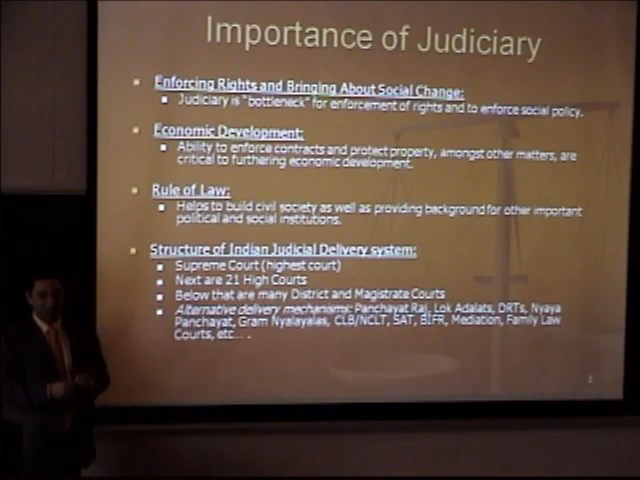 Importance of Judiciary
Enforcing Rights and Bringing About Social Change:
Judiciary is "bottleneck" for enforcement of rights and to enforce social policy.
Economic Development:
Ability to enforce contracts and protect property, amongst other matters, are
critical to furthering economic development.
Rule of Law:
Helps to build civil society as well as providing background for other important
political and social institutions.
Structure of Indian Judicial Delivery system:
Supreme Court (highest court)
Next are 21 High Courts
Below that are many District and Magistrate Courts
Alternative delivery mechanisms: Panchayat Raj, Lok Adalats, DRTs, Nyaya
Panchayat, Gram Nyalayalas, CLB/NCLT, SAT, BIFR, Mediation, Family Law
Courts, etc... .